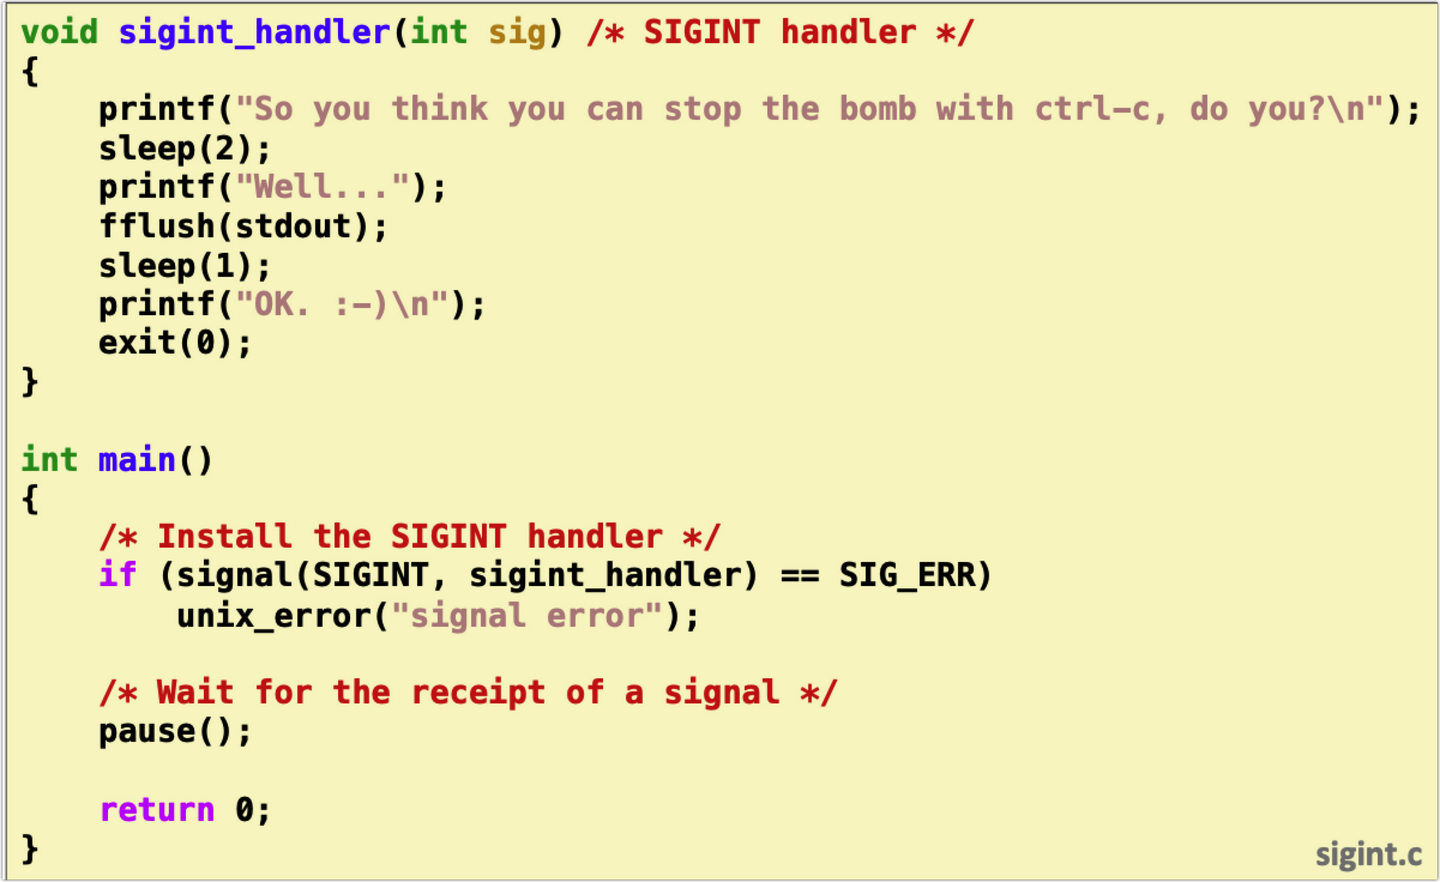 void sigint_handler(int sig) /* SIGINT handler */
{
    printf("So you think you can stop the bomb with ctrl-c, do you?\n");
    sleep(2);
    printf("Well...");
    fflush(stdout);
    sleep(1);
    printf("OK. :-)\n");
    exit(0);
}

int main()
{
    /* Install the SIGINT handler */
    if (signal(SIGINT, sigint_handler) == SIG_ERR)
        unix_error("signal error");

    /* Wait for the receipt of a signal */
    pause();

    return 0;
}
sigint.c